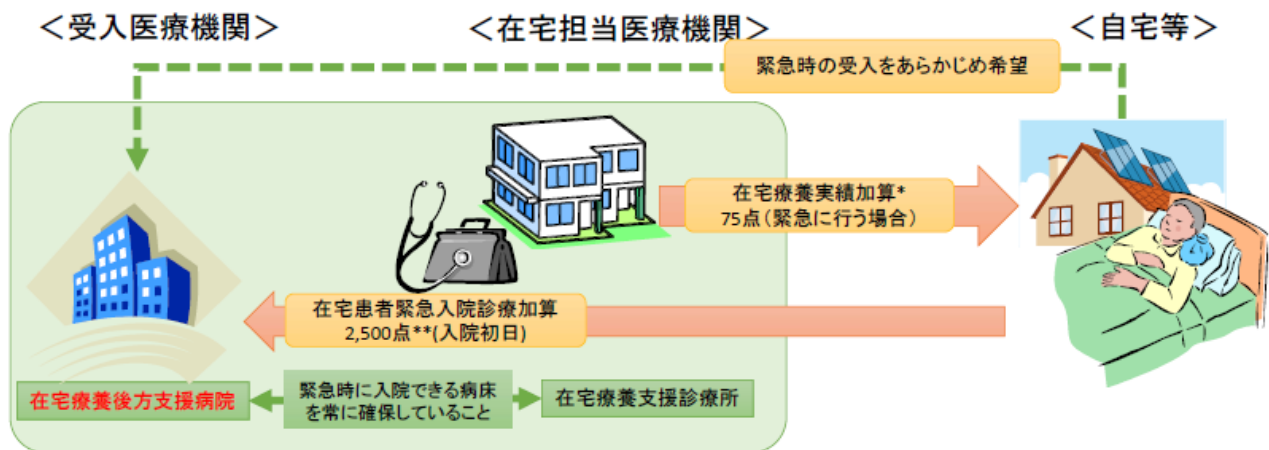 ＜受入医療機関＞
＜在宅担当医療機関＞
＜自宅等＞
緊急時の受入をあらかじめ希望
在宅療養実績加算*
75点（緊急に行う場合）
在宅患者緊急入院診療加算
2,500点**(入院初日)
在宅療養後方支援病院
緊急時に入院できる病床
を常に確保していること
在宅療養支援診療所